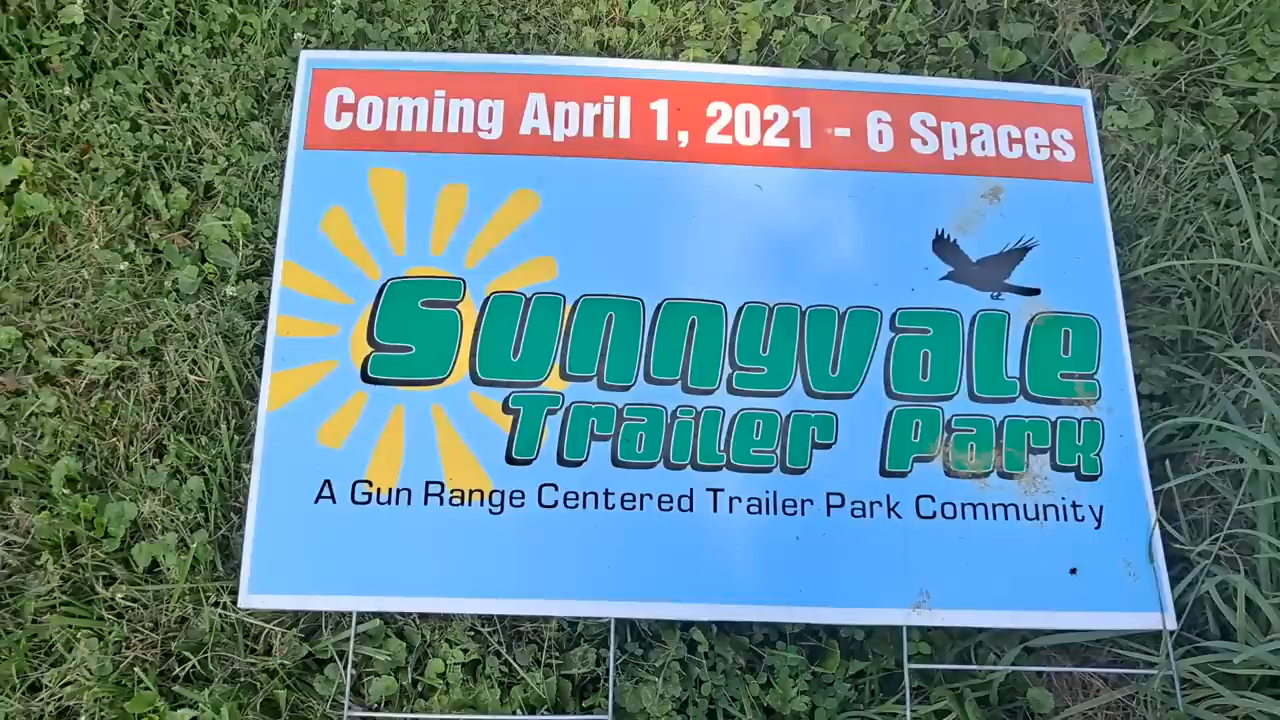 Coming April 1, 2021 - 6 Spaces
Sunnyvale
Trailer Park
A Gun Range Centered Trailer Park Community